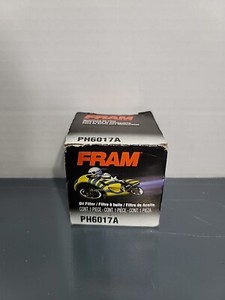 FRAM
PH6017A
FRAM
Oil Filter / Filtre à huile / Filtro de Aceite
CONT. 1 PIECE · CONT. 1 PIÈCE · CONT. 1 PIEZA
PH6017A